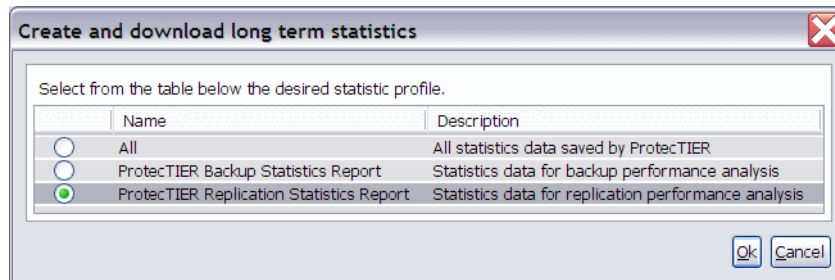 Create and download long term statistics
Select from the table below the desired statistic profile.
Name Description
All All statistics data saved by ProtecTIER
ProtecTIER Backup Statistics Report Statistics data for backup performance analysis
ProtecTIER Replication Statistics Report Statistics data for replication performance analysis
Ok Cancel